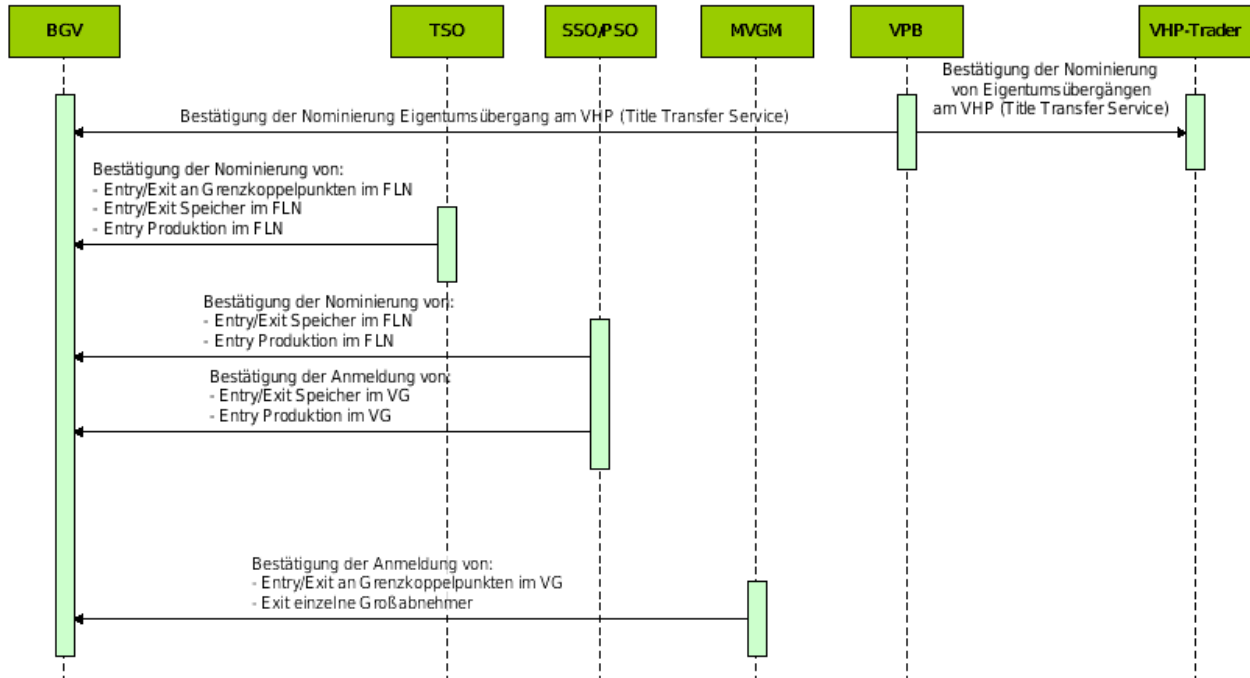 BGV
TSO
SSO/PSO
MVGM
VPB
VHP-Trader
Bestätigung der Nominierung
von Eigentumsübergängen
am VHP (Title Transfer Service)
Bestätigung der Nominierung Eigentumsübergang am VHP (Title Transfer Service)
Bestätigung der Nominierung von:
- Entry/Exit an Grenzkoppelpunkten im FLN
- Entry/Exit Speicher im FLN
- Entry Produktion im FLN
Bestätigung der Nominierung von:
- Entry/Exit Speicher im FLN
- Entry Produktion im FLN
Bestätigung der Anmeldung von:
- Entry/Exit Speicher im VG
- Entry Produktion im VG
Bestätigung der Anmeldung von:
- Entry/Exit an Grenzkoppelpunkten im VG
- Exit einzelne Großabnehmer